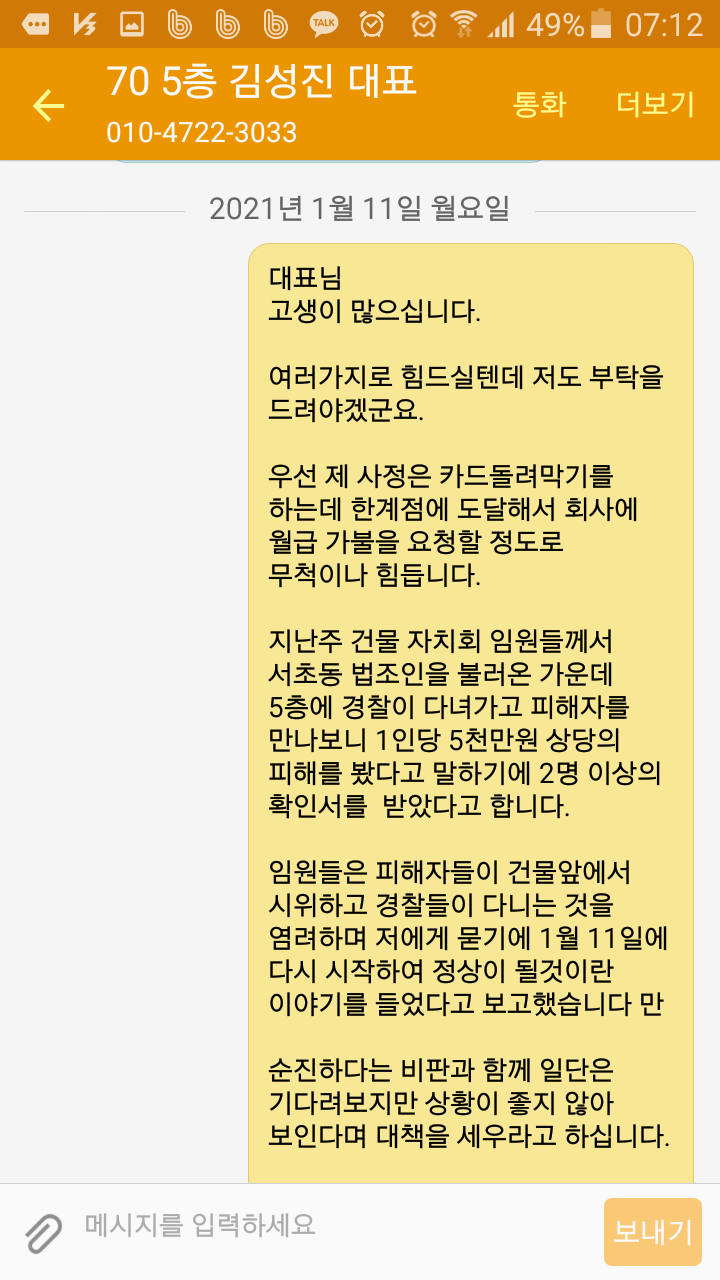 TALK 49% 07:12
70 5층 김성진 대표
010-4722-3033
통화 더보기
2021년 1월 11일 월요일
대표님
고생이 많으십니다.
여러가지로 힘드실텐데 저도 부탁을
드려야겠군요.
우선 제 사정은 카드돌려막기를
하는데 한계점에 도달해서 회사에
월급 가불을 요청할 정도로
무척이나 힘듭니다.
지난주 건물 자치회 임원들께서
서초동 법조인을 불러온 가운데
5층에 경찰이 다녀가고 피해자를
만나보니 1인당 5천만원 상당의
피해를 봤다고 말하기에 2명 이상의
확인서를  받았다고 합니다.
임원들은 피해자들이 건물앞에서
시위하고 경찰들이 다니는 것을
염려하며 저에게 묻기에 1월 11일에
다시 시작하여 정상이 될것이란
이야기를 들었다고 보고했습니다 만
순진하다는 비판과 함께 일단은
기다려보지만 상황이 좋지 않아
보인다며 대책을 세우라고 하십니다.
메시지를 입력하세요
보내기